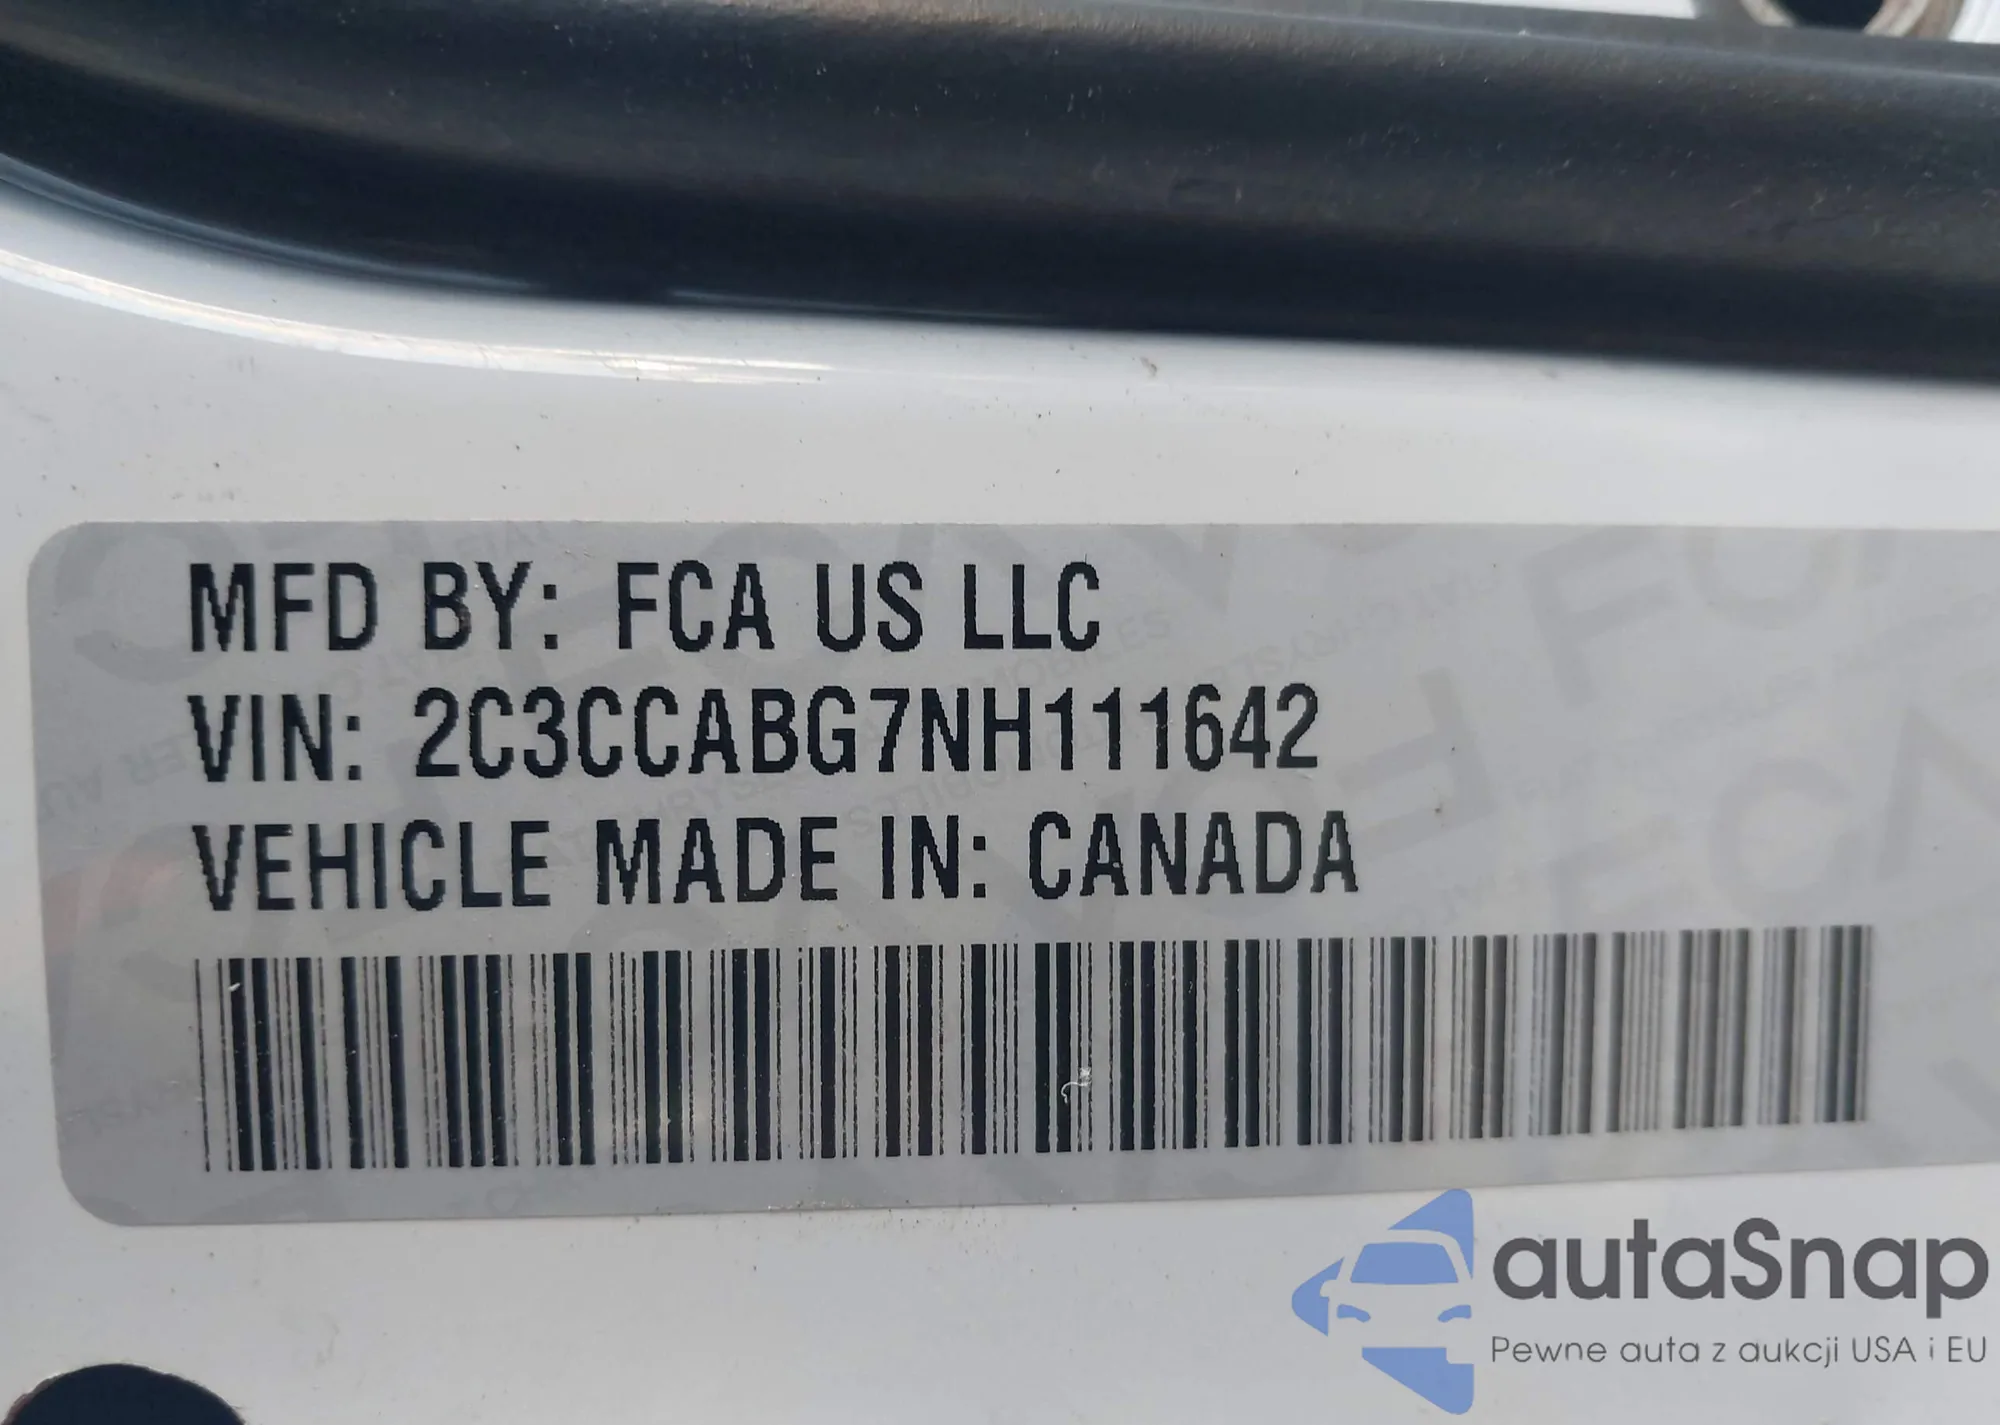 MFD BY: FCA US LLC
VIN: 2C3CCABG7NH111642
VEHICLE MADE IN: CANADA
autaSnap
Pewne auta z aukcji USA i EU